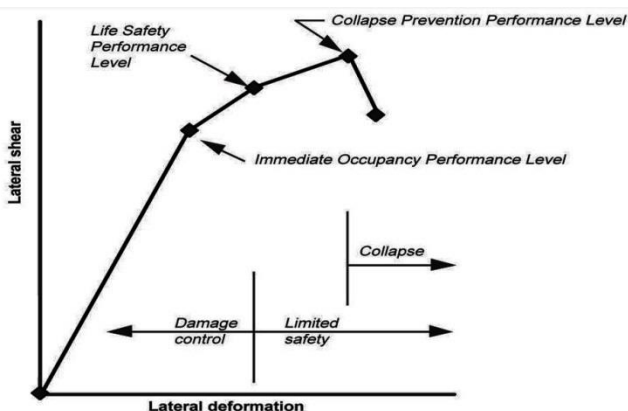 Collapse Prevention Performance Level
Life Safety
Performance
Level
Immediate Occupancy Performance Level
Lateral shear
Collapse
Damage
control
Limited
safety
Lateral deformation